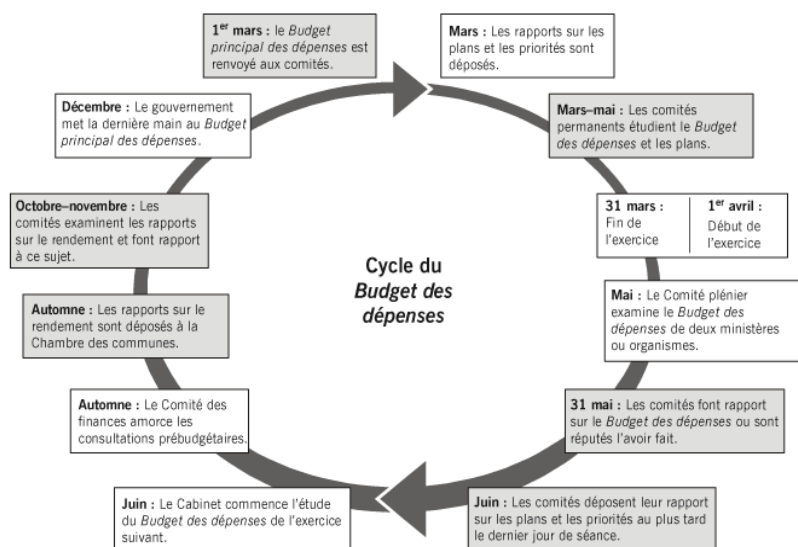 1er mars : le Budget
principal des dépenses est
renvoyé aux comités.
Mars : Les rapports sur les
plans et les priorités sont
déposés.
Mars–mai : Les comités
permanents étudient le Budget
des dépenses et les plans.
31 mars :
Fin de
l'exercice
1er avril :
Début de
l'exercice
Mai : Le Comité plénier
examine le Budget des
dépenses de deux ministères
ou organismes.
31 mai : Les comités font rapport
sur le Budget des dépenses ou sont
réputés l'avoir fait.
Juin : Les comités déposent leur rapport
sur les plans et les priorités au plus tard
le dernier jour de séance.
Juin : Le Cabinet commence l'étude
du Budget des dépenses de l'exercice
suivant.
Automne : Le Comité des
finances amorce les
consultations prébudgétaires.
Automne : Les rapports sur le
rendement sont déposés à la
Chambre des communes.
Octobre–novembre : Les
comités examinent les rapports
sur le rendement et font rapport
à ce sujet.
Décembre : Le gouvernement
met la dernière main au Budget
principal des dépenses.
Cycle du
Budget des
dépenses